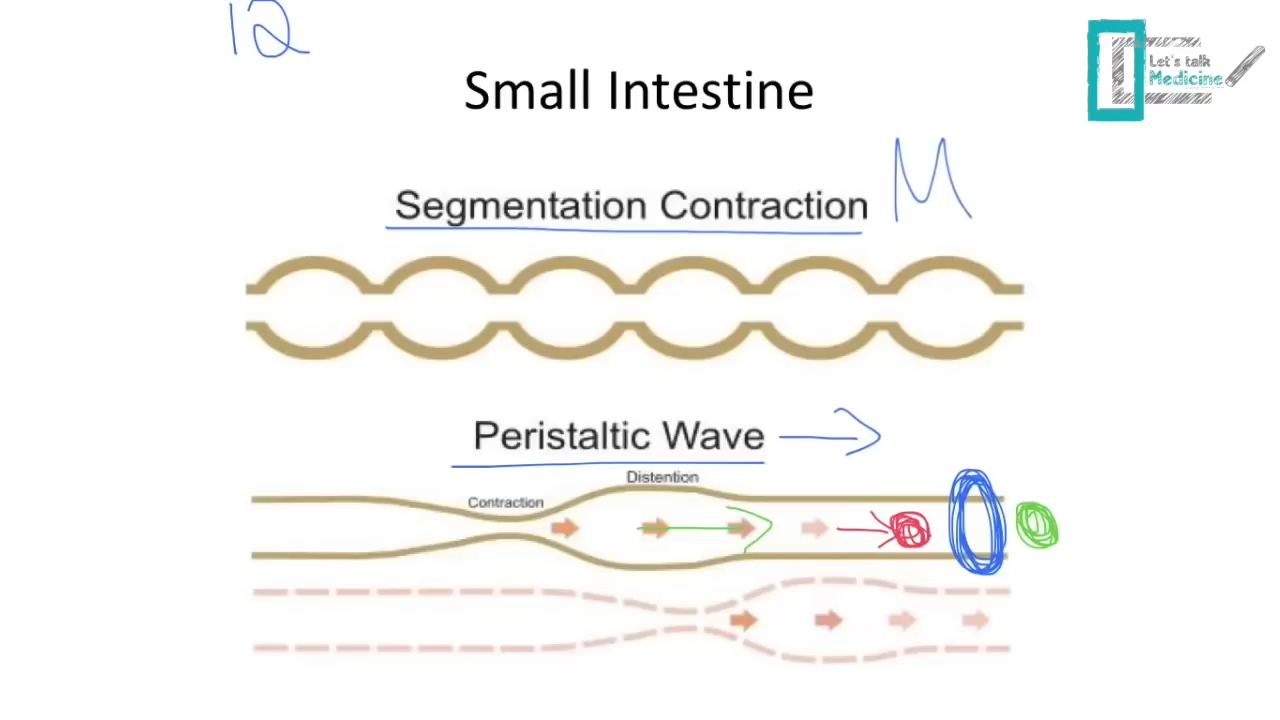 12
Small Intestine
Let's talk
Medicine
Segmentation Contraction M
Peristaltic Wave
Distention
Contraction